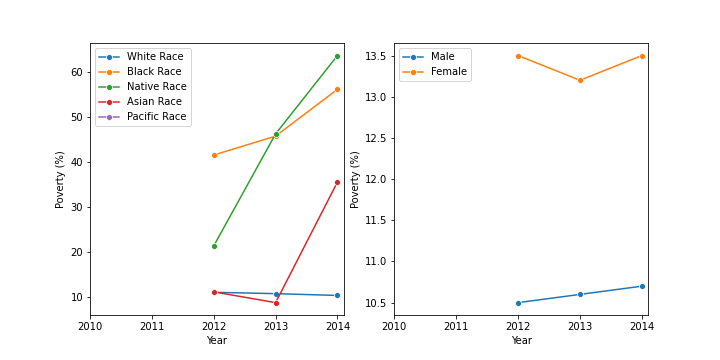 White Race
Black Race
Native Race
Asian Race
Pacific Race
Poverty (%)
60
50
40
30
20
10
2010 2011 2012 2013 2014
Year
Male
Female
Poverty (%)
13.5
13.0
12.5
12.0
11.5
11.0
10.5
2010 2011 2012 2013 2014
Year